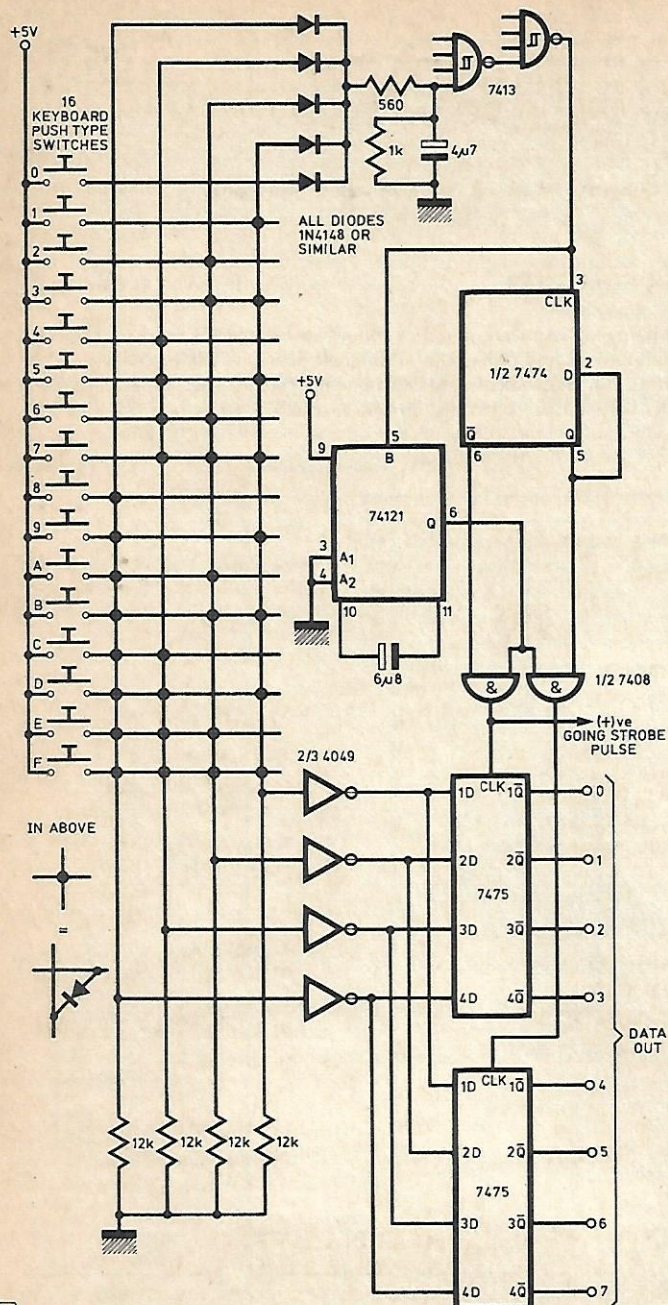 +5V
16
KEYBOARD
PUSH TYPE
SWITCHES
0
1
2
3
4
5
6
7
8
9
A
B
C
D
E
F
ALL DIODES
1N4148 OR
SIMILAR
560
1k
4µ7
7413
3
CLK
1/2 7474
D
2
Q̅
Q
6
5
+5V
9
5
B
74121
Q
6
3
A1
4
A2
10
11
6µ8
&
&
1/2 7408
(+)ve
GOING STROBE
PULSE
2/3 4049
1D
CLK
1Q̅
0
2D
2Q̅
1
7475
3D
3Q̅
2
4D
4Q̅
3
DATA
OUT
1D
CLK
1Q̅
4
2D
2Q̅
5
7475
3D
3Q̅
6
4D
4Q̅
7
IN ABOVE
=
12k
12k
12k
12k